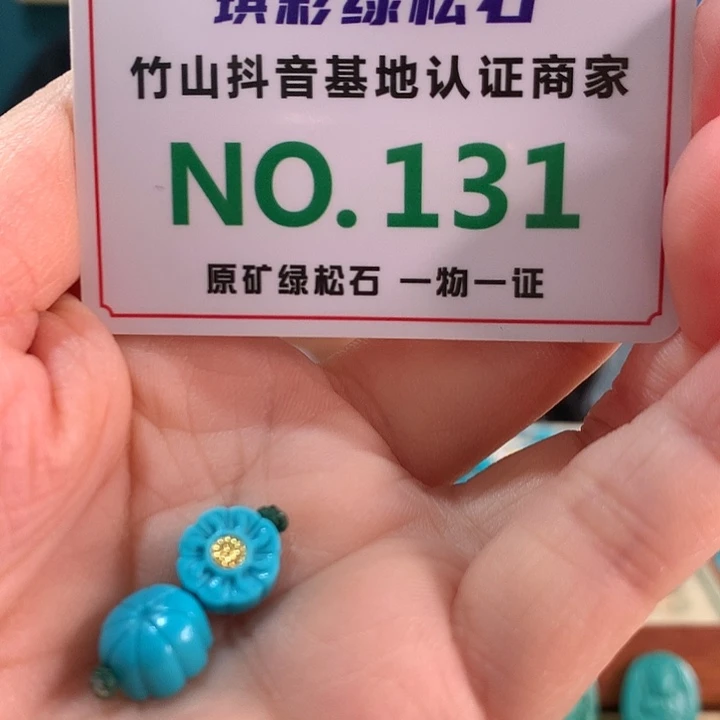 琪彩绿松石
竹山抖音基地认证商家
NO.131
原矿绿松石 一物一证